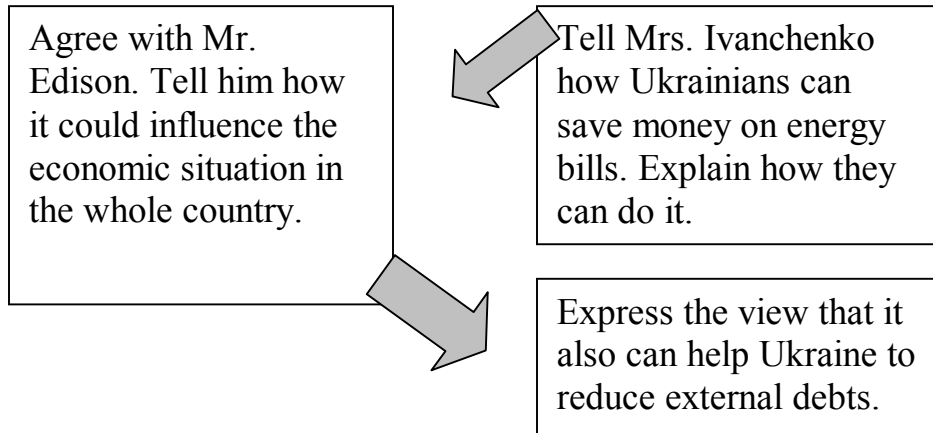 Agree with Mr.
Edison. Tell him how
it could influence the
economic situation in
the whole country.
Tell Mrs. Ivanchenko
how Ukrainians can
save money on energy
bills. Explain how they
can do it.
Express the view that it
also can help Ukraine to
reduce external debts.